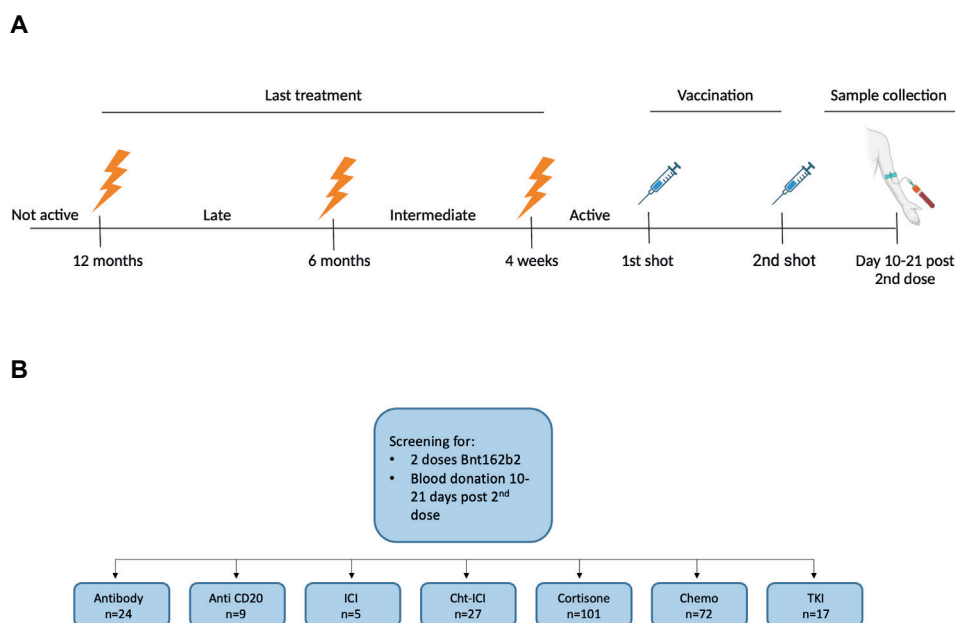 A
Last treatment
Vaccination
Sample collection
Not active
Late
Intermediate
Active
12 months
6 months
4 weeks
1st shot
2nd shot
Day 10-21 post
2nd dose
B
Screening for:
• 2 doses Bnt162b2
• Blood donation 10-
21 days post 2nd
dose
Antibody
n=24
Anti CD20
n=9
ICI
n=5
Cht-ICI
n=27
Cortisone
n=101
Chemo
n=72
TKI
n=17